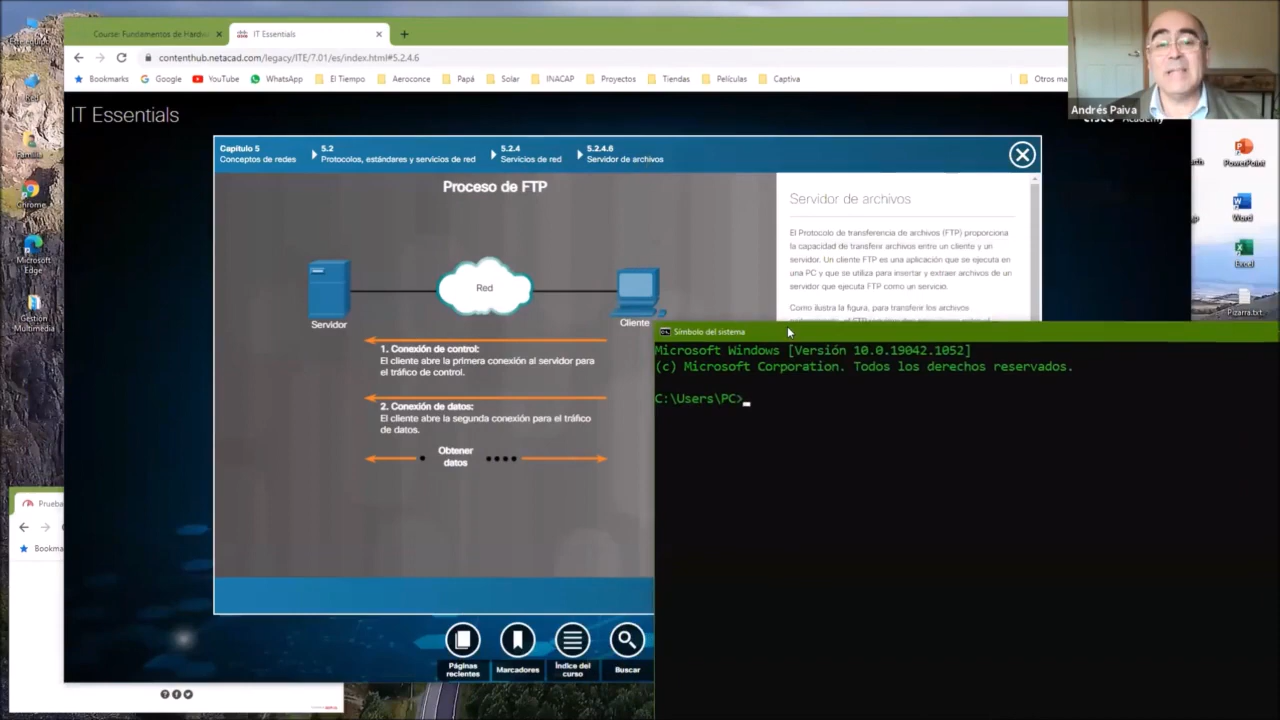 Course: Fundamentos de Hardw
IT Essentials
contenthub.netacad.com/legacy/ITE/7.01/es/index.html#5.2.4.6
Bookmarks
Google
YouTube
WhatsApp
El Tiempo
Aeroconce
Papá
Solar
INACAP
Proyectos
Tiendas
Películas
Captiva
Otros ma
Andrés Paiva
IT Essentials
Capítulo 5
Conceptos de redes
5.2
Protocolos, estándares y servicios de red
5.2.4
Servicios de red
5.2.4.6
Servidor de archivos
Proceso de FTP
Red
Servidor
Cliente
1. Conexión de control:
El cliente abre la primera conexión al servidor para
el tráfico de control.
2. Conexión de datos:
El cliente abre la segunda conexión para el tráfico
de datos.
Obtener
datos
Servidor de archivos
El Protocolo de transferencia de archivos (FTP) proporciona
la capacidad de transferir archivos entre un cliente y un
servidor. Un cliente FTP es una aplicación que se ejecuta en
una PC y que se utiliza para insertar y extraer archivos de un
servidor que ejecuta FTP como un servicio.
Como ilustra la figura, para transferir los archivos
Símbolo del sistema
Microsoft Windows [Versión 10.0.19042.1052]
(c) Microsoft Corporation. Todos los derechos reservados.
C:\Users\PC>
Páginas
recientes
Marcadores
Índice del
curso
Buscar
Red
Familia
Chrome
Microsoft
Edge
Gestión
Multimedia
Prueba
Bookma
PowerPoint
Word
Excel
Pizarra.txt